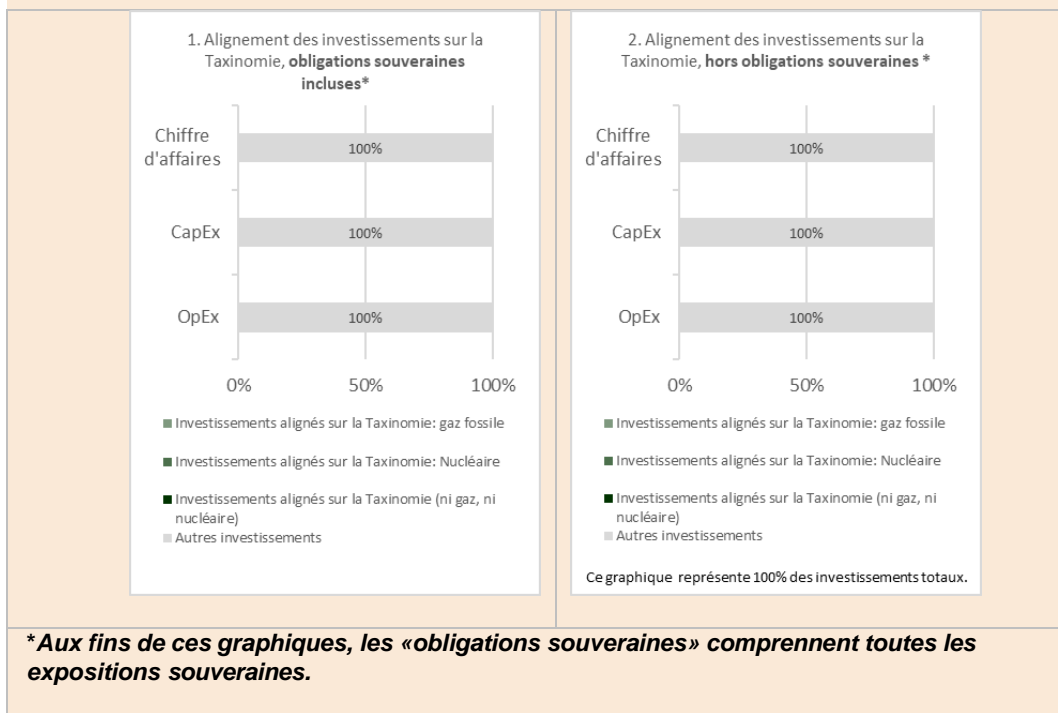 1. Alignement des investissements sur la
Taxinomie, obligations souveraines
incluses*
Chiffre
d'affaires
100%
CapEx
100%
OpEx
100%
0% 50% 100%
Investissements alignés sur la Taxinomie: gaz fossile
Investissements alignés sur la Taxinomie: Nucléaire
Investissements alignés sur la Taxinomie (ni gaz, ni
nucléaire)
Autres investissements
2. Alignement des investissements sur la
Taxinomie, hors obligations souveraines *
Chiffre
d'affaires
100%
CapEx
100%
OpEx
100%
0% 50% 100%
Investissements alignés sur la Taxinomie: gaz fossile
Investissements alignés sur la Taxinomie: Nucléaire
Investissements alignés sur la Taxinomie (ni gaz, ni
nucléaire)
Autres investissements
Ce graphique représente 100% des investissements totaux.
*Aux fins de ces graphiques, les «obligations souveraines» comprennent toutes les
expositions souveraines.